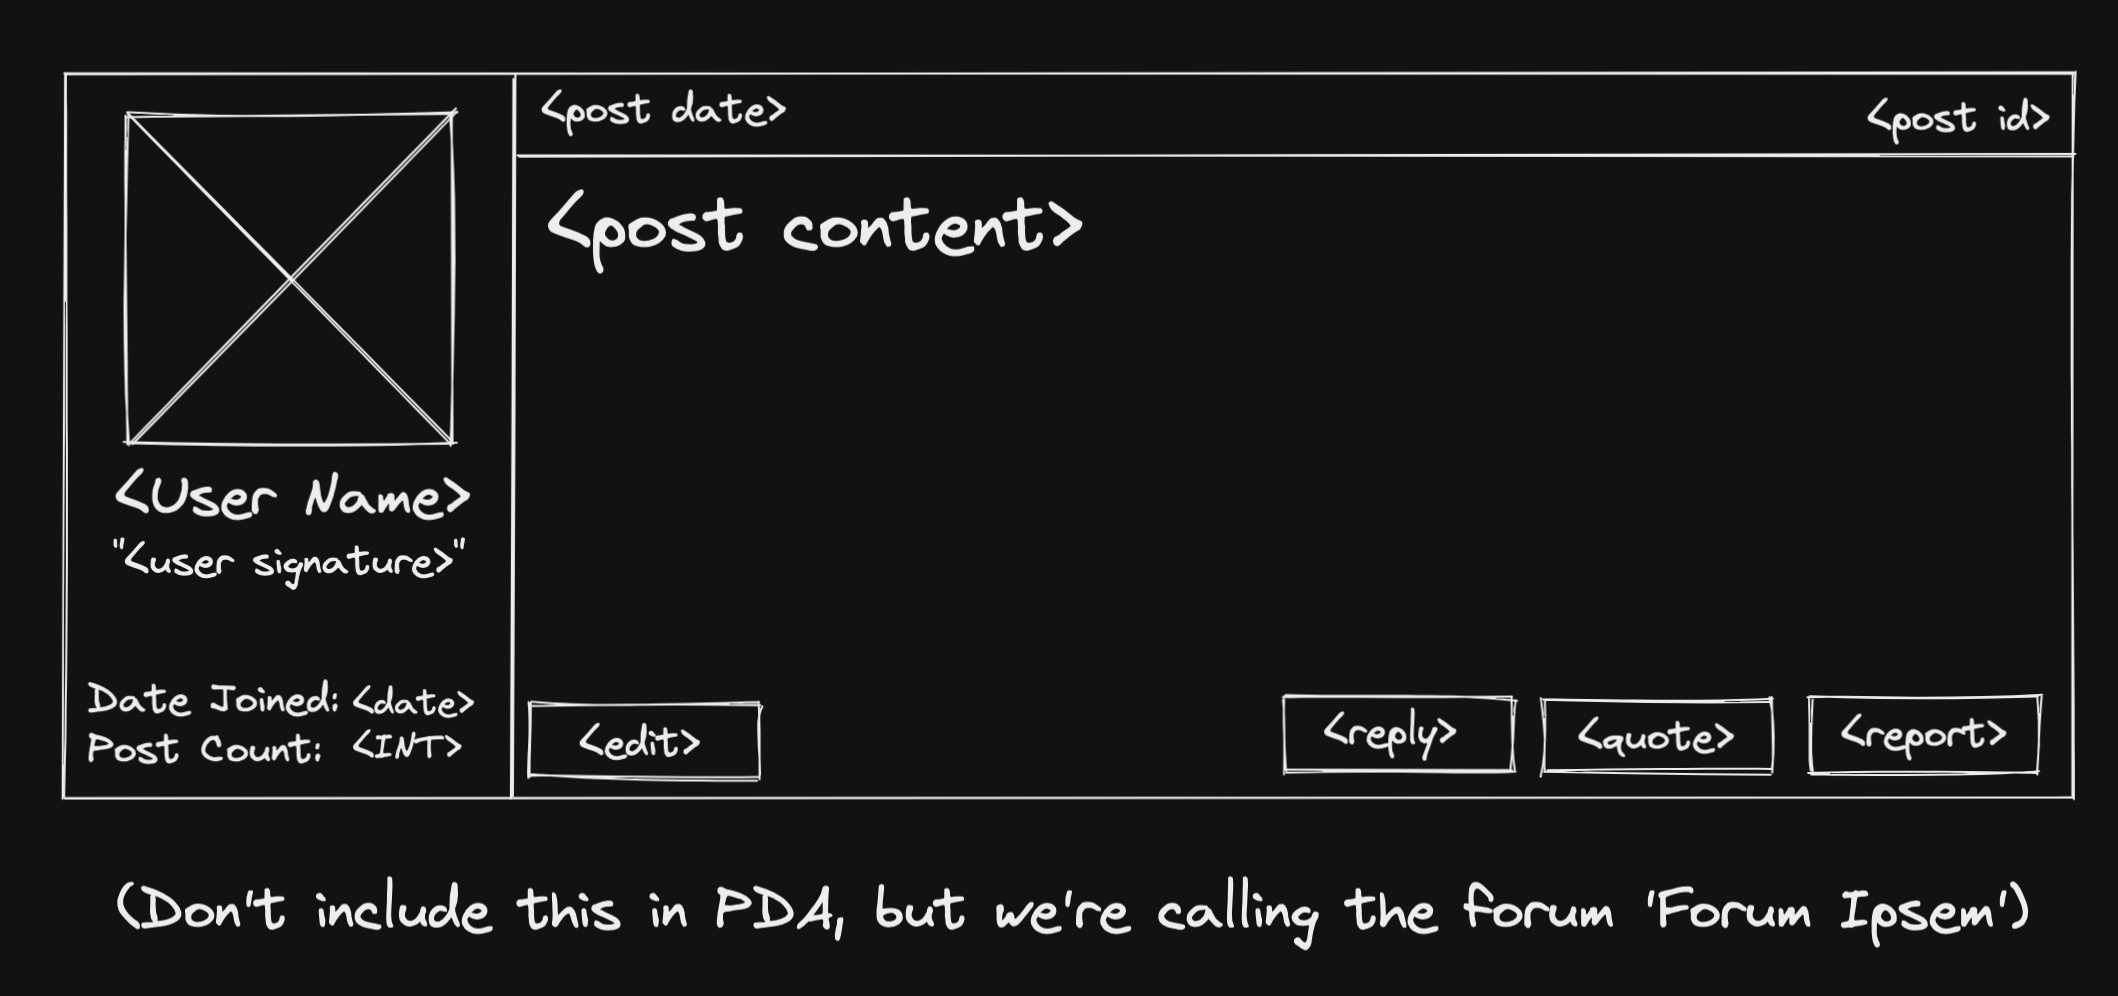 <post date>
<post id>
<post content>
<User Name>
"<user signature>"
Date Joined: <date>
Post Count: <INT>
<edit>
<reply>
<quote>
<report>
(Don't include this in PDA, but we're calling the forum 'Forum Ipsem')